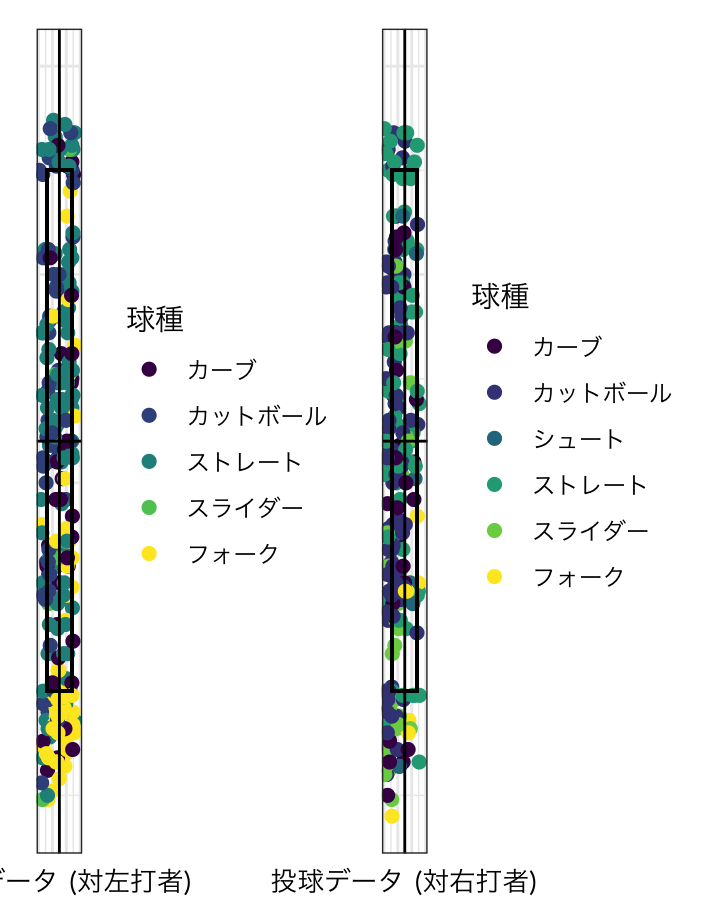 球種
カーブ
カットボール
ストレート
スライダー
フォーク
球種
カーブ
カットボール
シュート
ストレート
スライダー
フォーク
データ (対左打者)
投球データ (対右打者)